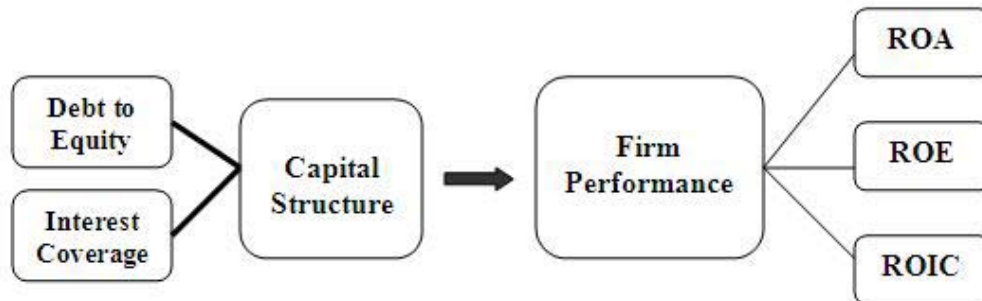 Debt to
Equity
Interest
Coverage
Capital
Structure
Firm
Performance
ROA
ROE
ROIC